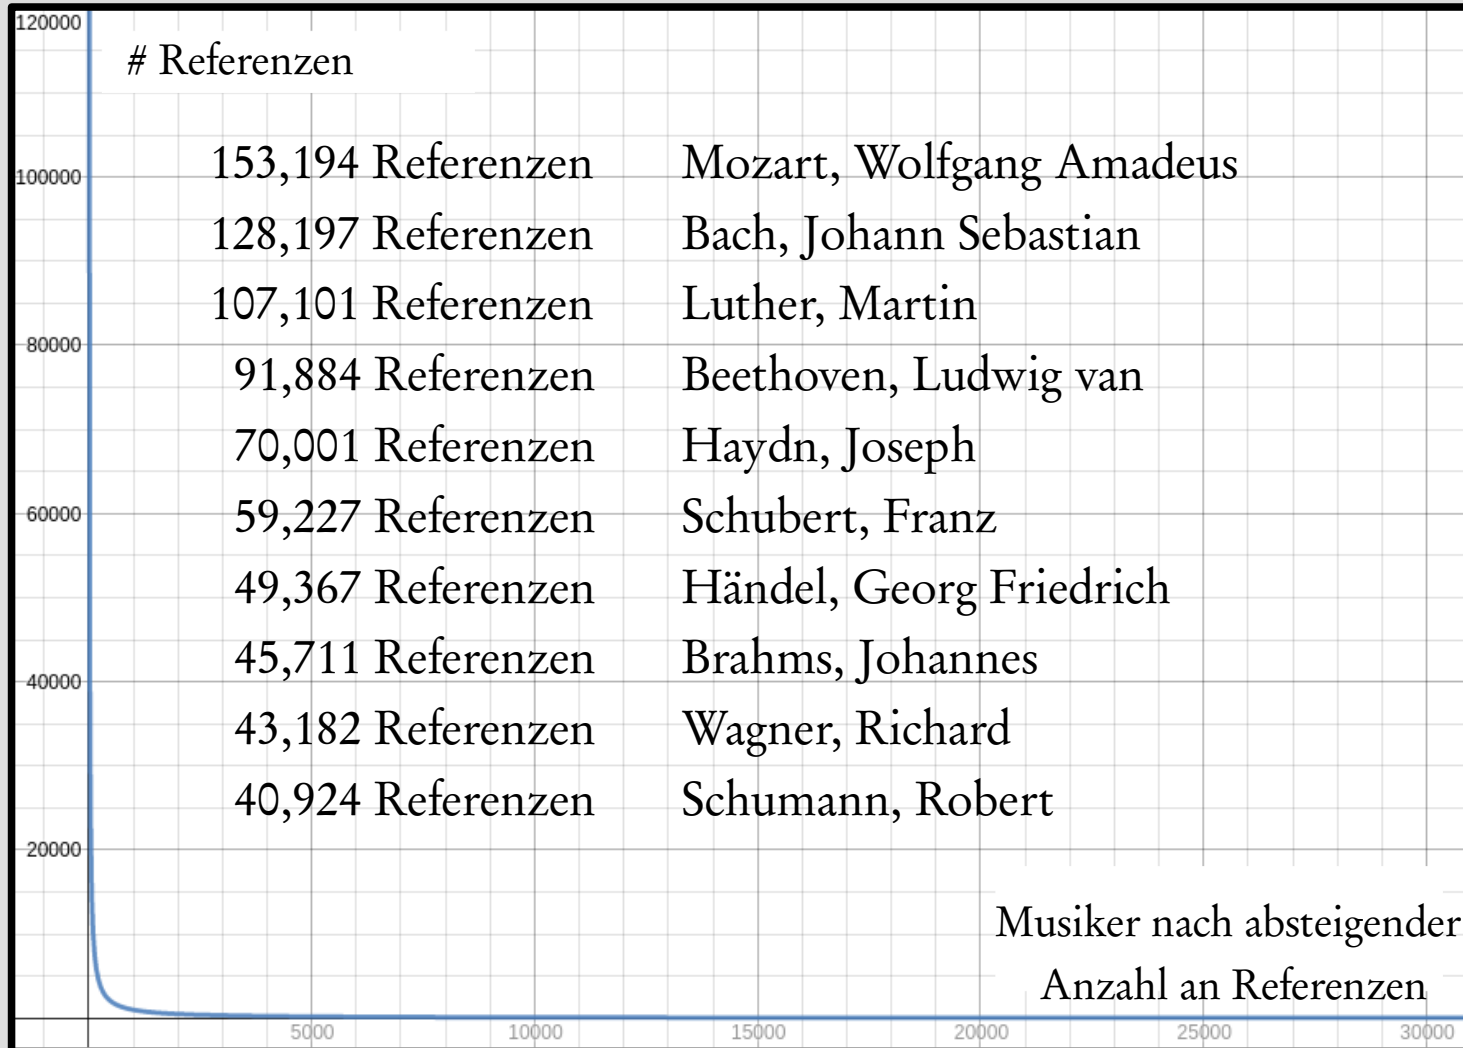 120000
# Referenzen
153,194 Referenzen Mozart, Wolfgang Amadeus
100000
128,197 Referenzen Bach, Johann Sebastian
107,101 Referenzen Luther, Martin
80000
91,884 Referenzen Beethoven, Ludwig van
70,001 Referenzen Haydn, Joseph
60000
59,227 Referenzen Schubert, Franz
49,367 Referenzen Händel, Georg Friedrich
45,711 Referenzen Brahms, Johannes
40000
43,182 Referenzen Wagner, Richard
40,924 Referenzen Schumann, Robert
20000
Musiker nach absteigender
Anzahl an Referenzen
5000 10000 15000 20000 25000 30000